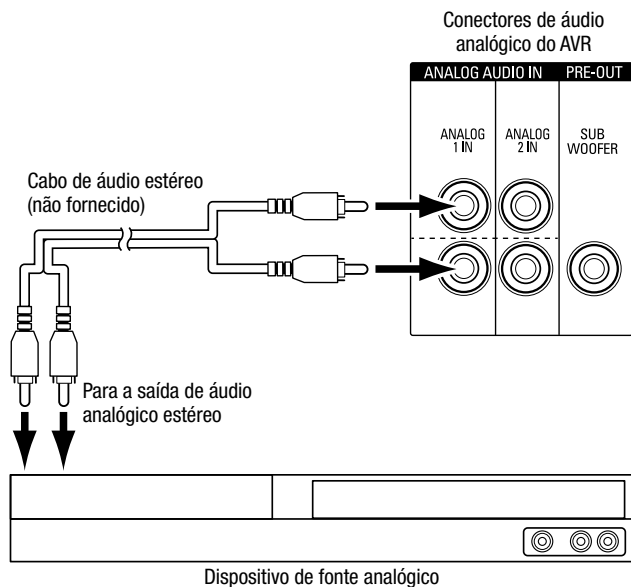 Conectores de áudio
analógico do AVR
ANALOG AUDIO IN PRE-OUT
ANALOG
1 IN
ANALOG
2 IN
SUB
WOOFER
Cabo de áudio estéreo
(não fornecido)
Para a saída de áudio
analógico estéreo
Dispositivo de fonte analógico